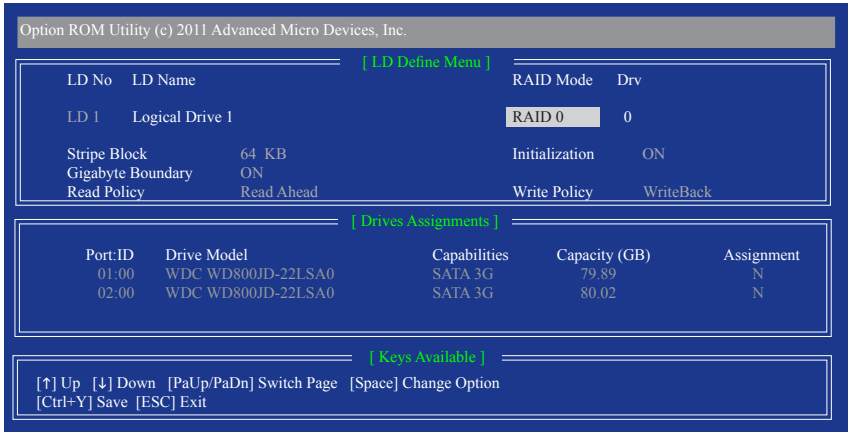 Option ROM Utility (c) 2011 Advanced Micro Devices, Inc.
[ LD Define Menu ]
LD No LD Name RAID Mode Drv
LD 1 Logical Drive 1 RAID 0 0
Stripe Block 64 KB Initialization ON
Gigabyte Boundary ON
Read Policy Read Ahead Write Policy WriteBack
[ Drives Assignments ]
Port:ID Drive Model Capabilities Capacity (GB) Assignment
01:00 WDC WD800JD-22LSA0 SATA 3G 79.89 N
02:00 WDC WD800JD-22LSA0 SATA 3G 80.02 N
[ Keys Available ]
[↑] Up [↓] Down [PaUp/PaDn] Switch Page [Space] Change Option
[Ctrl+Y] Save [ESC] Exit